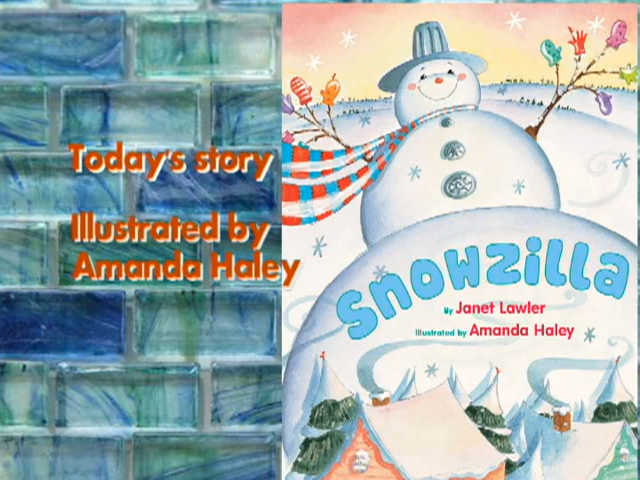 Today's story
Illustrated by
Amanda Haley
Snowzilla
By Janet Lawler
Illustrated by Amanda Haley